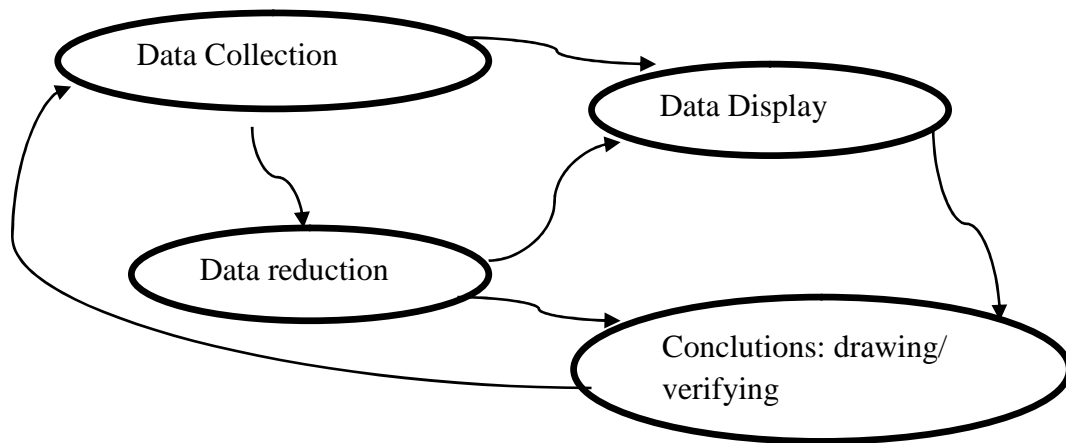 Data Collection
Data Display
Data reduction
Conclutions: drawing/
verifying